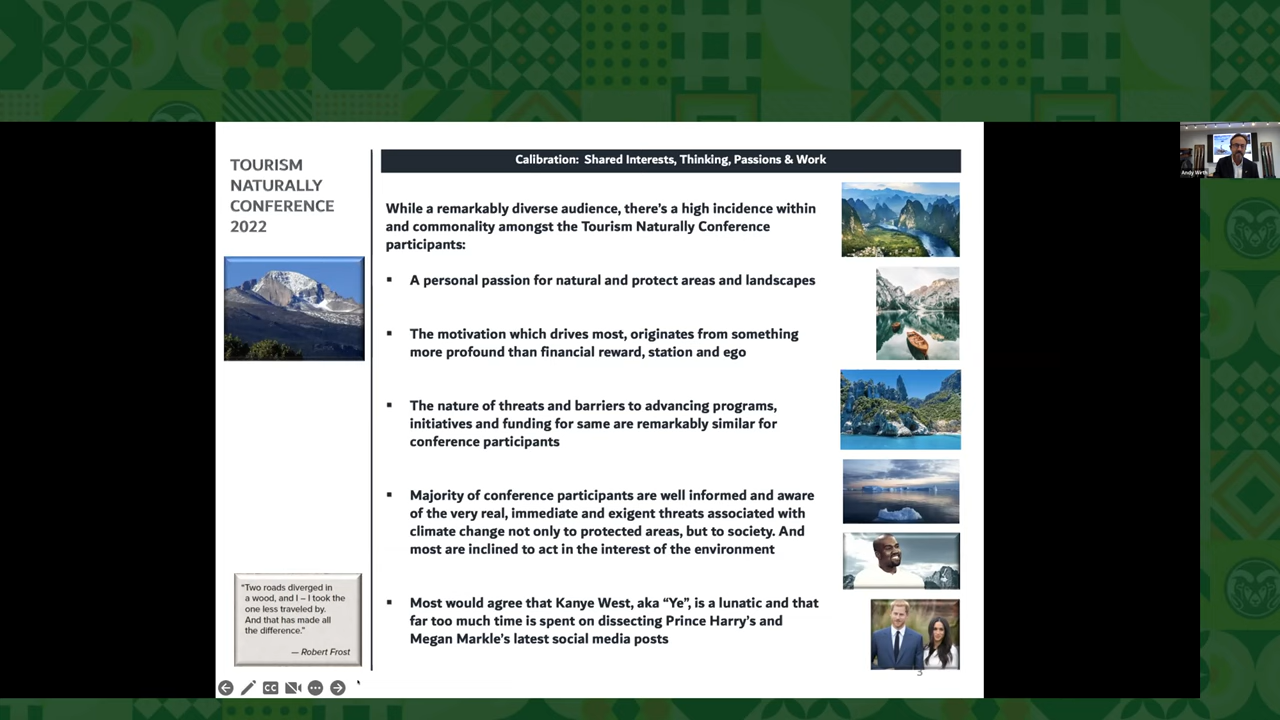 TOURISM
NATURALLY
CONFERENCE
2022
Calibration: Shared Interests, Thinking, Passions & Work
While a remarkably diverse audience, there's a high incidence within
and commonality amongst the Tourism Naturally Conference
participants:
▪ A personal passion for natural and protect areas and landscapes
▪ The motivation which drives most, originates from something
more profound than financial reward, station and ego
▪ The nature of threats and barriers to advancing programs,
initiatives and funding for same are remarkably similar for
conference participants
▪ Majority of conference participants are well informed and aware
of the very real, immediate and exigent threats associated with
climate change not only to protected areas, but to society. And
most are inclined to act in the interest of the environment
▪ Most would agree that Kanye West, aka “Ye”, is a lunatic and that
far too much time is spent on dissecting Prince Harry’s and
Megan Markle’s latest social media posts
“Two roads diverged in
a wood, and I – I took the
one less traveled by.
And that has made all
the difference.”
— Robert Frost
3
CC
Andy Wirth